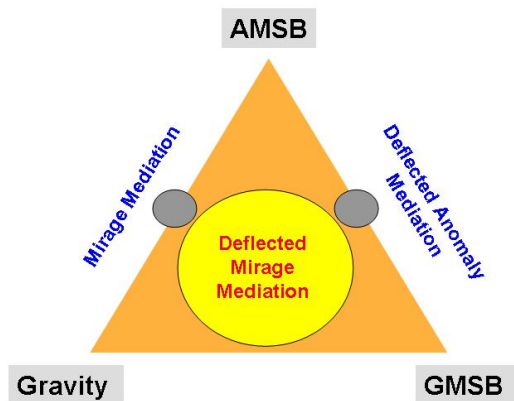 AMSB
Mirage Mediation
Deflected Anomaly
Mediation
Deflected
Mirage
Mediation
Gravity
GMSB